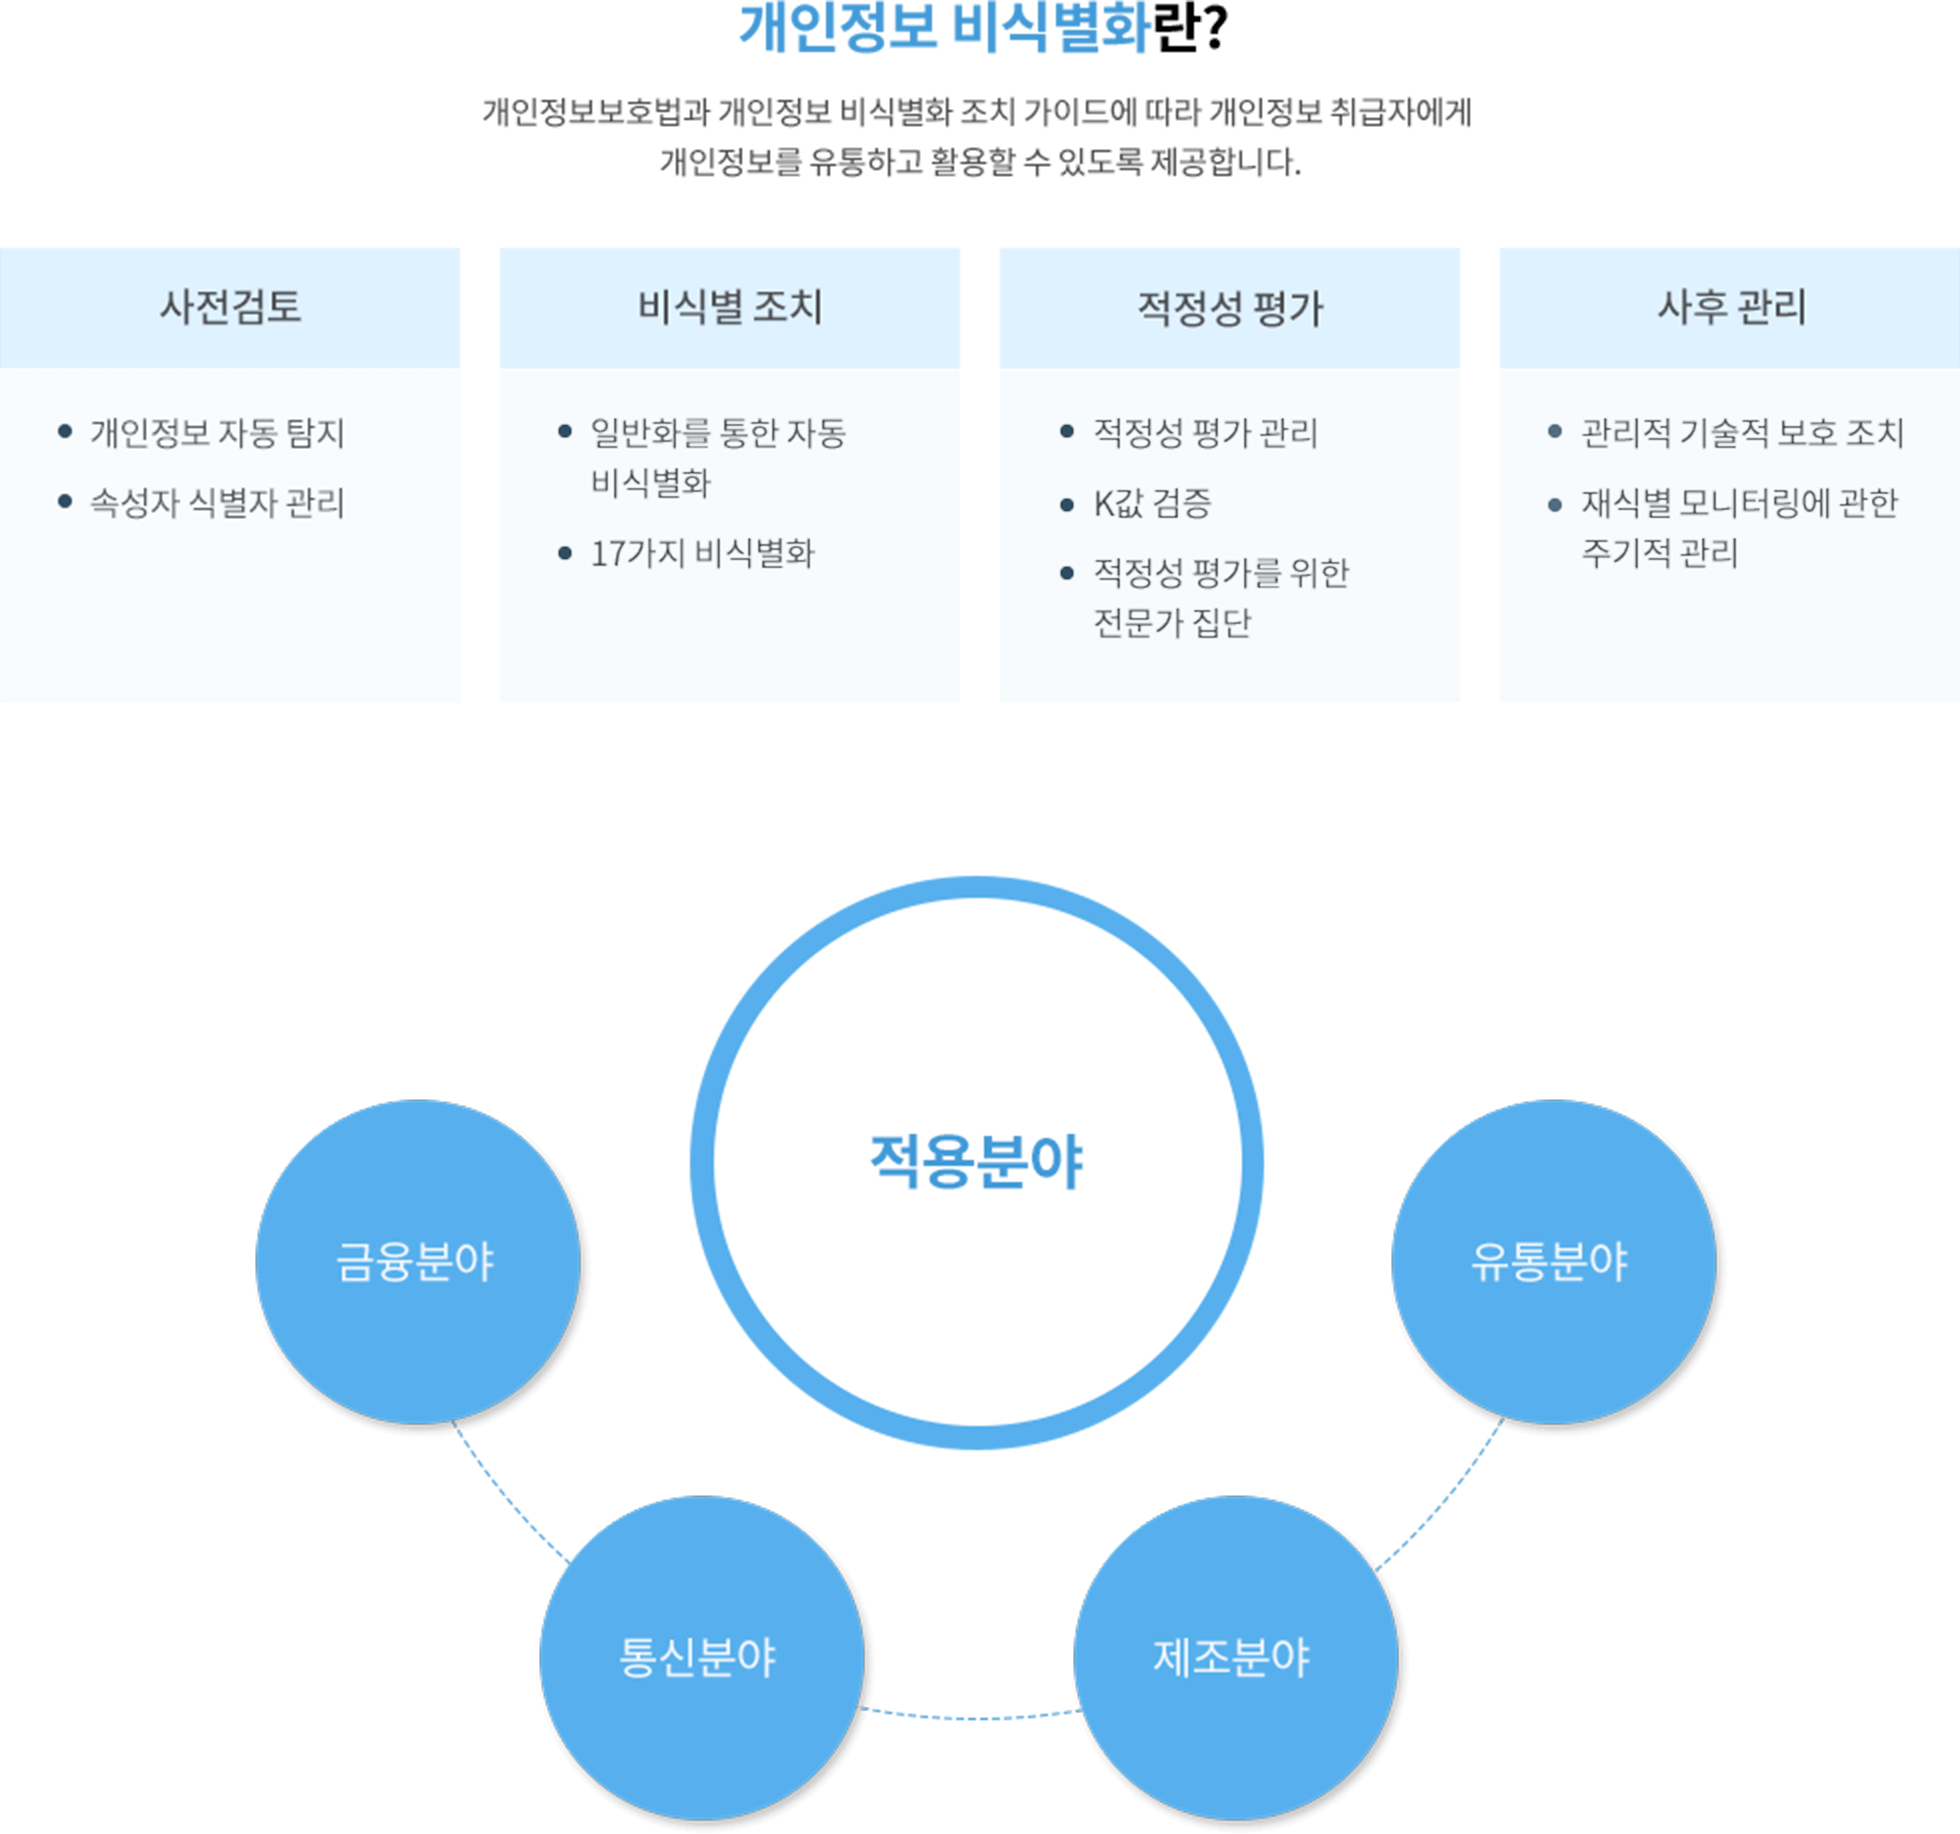 개인정보 비식별화란?
개인정보보호법과 개인정보 비식별화 조치 가이드에 따라 개인정보 취급자에게
개인정보를 유통하고 활용할 수 있도록 제공합니다.
사전검토
개인정보 자동 탐지
속성자 식별자 관리
비식별 조치
일반화를 통한 자동
비식별화
17가지 비식별화
적정성 평가
적정성 평가 관리
K값 검증
적정성 평가를 위한
전문가 집단
사후 관리
관리적 기술적 보호 조치
재식별 모니터링에 관한
주기적 관리
적용분야
금융분야
유통분야
통신분야
제조분야